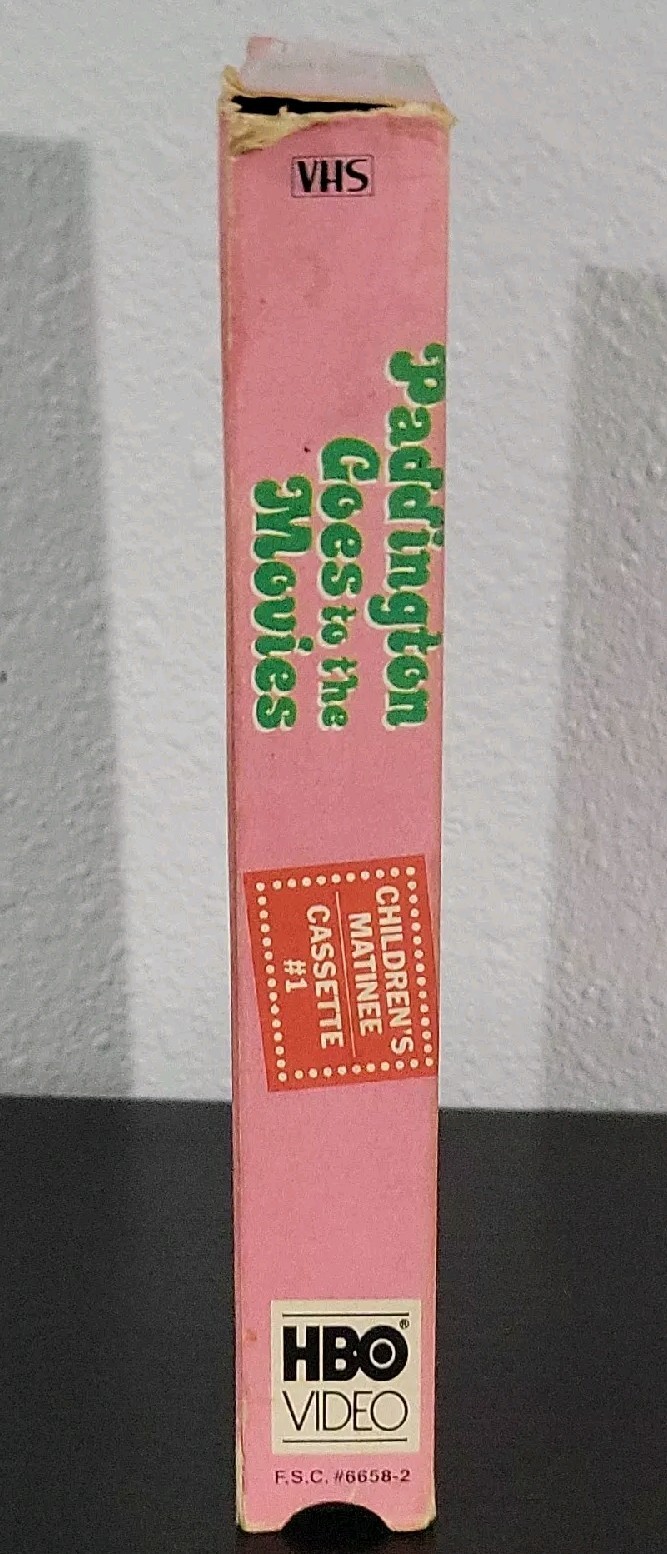 VHS
Paddington
Goes to the
Movies
CHILDREN'S
MATINEE
CASSETTE
#1
HBO®
VIDEO
F.S.C. #6658-2